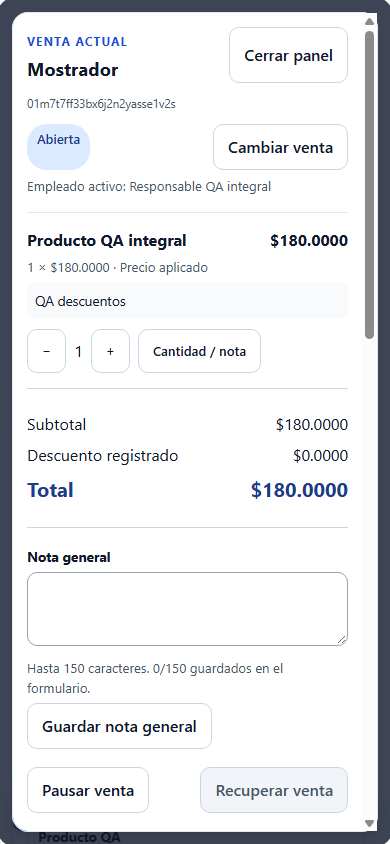 VENTA ACTUAL
Mostrador
Cerrar panel
01m7t7ff33bx6j2n2yasse1v2s
Abierta
Cambiar venta
Empleado activo: Responsable QA integral
Producto QA integral $180.0000
1 × $180.0000 · Precio aplicado
QA descuentos
− 1 + Cantidad / nota
Subtotal $180.0000
Descuento registrado $0.0000
Total $180.0000
Nota general
Hasta 150 caracteres. 0/150 guardados en el
formulario.
Guardar nota general
Pausar venta Recuperar venta
Producto QA